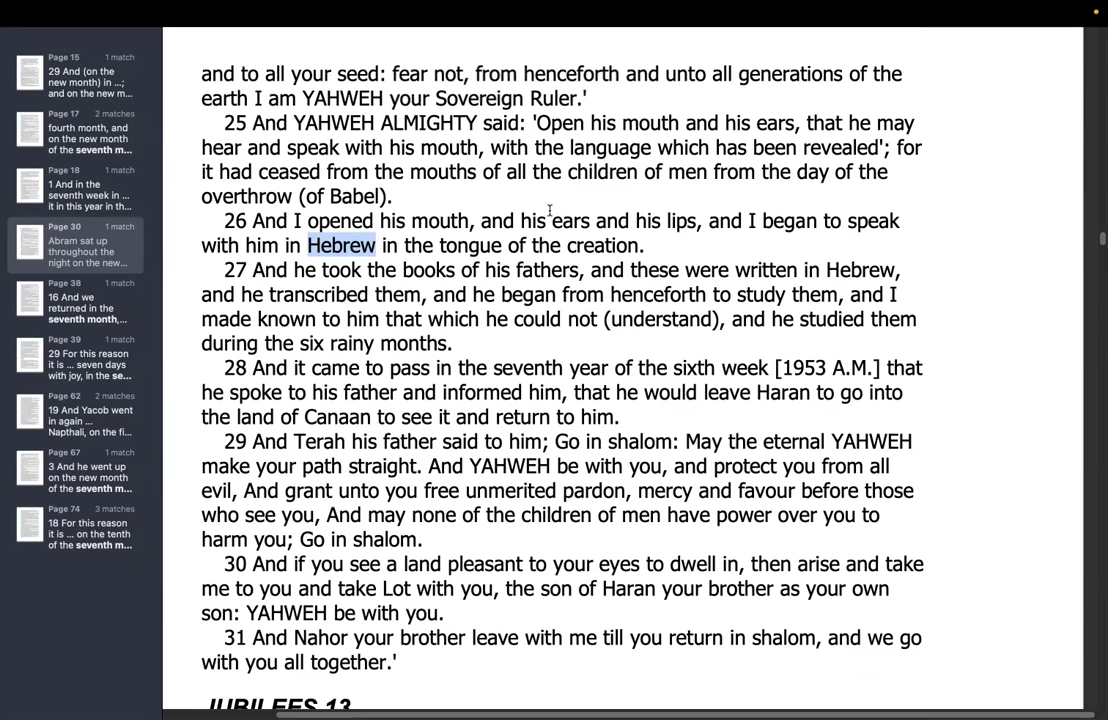 Page 15 1 match
29 And (on the
new month) in ...;
and on the new m...
Page 17 2 matches
fourth month, and
on the new month
of the seventh m...
Page 18 1 match
1 And in the
seventh week in ...
it in this year in th...
Page 30 1 match
Abram sat up
throughout the
night on the new...
Page 38 1 match
16 And we
returned in the
seventh month,...
Page 39 1 match
29 For this reason
it is ... seven days
with joy, in the se...
Page 62 2 matches
19 And Yacob went
in again ...
Napthali, on the fi...
Page 67 1 match
3 And he went up
on the new month
of the seventh m...
Page 74 3 matches
18 For this reason
it is ... on the tenth
of the seventh m...
and to all your seed: fear not, from henceforth and unto all generations of the
earth I am YAHWEH your Sovereign Ruler.'
25 And YAHWEH ALMIGHTY said: 'Open his mouth and his ears, that he may
hear and speak with his mouth, with the language which has been revealed'; for
it had ceased from the mouths of all the children of men from the day of the
overthrow (of Babel).
26 And I opened his mouth, and his ears and his lips, and I began to speak
with him in Hebrew in the tongue of the creation.
27 And he took the books of his fathers, and these were written in Hebrew,
and he transcribed them, and he began from henceforth to study them, and I
made known to him that which he could not (understand), and he studied them
during the six rainy months.
28 And it came to pass in the seventh year of the sixth week [1953 A.M.] that
he spoke to his father and informed him, that he would leave Haran to go into
the land of Canaan to see it and return to him.
29 And Terah his father said to him; Go in shalom: May the eternal YAHWEH
make your path straight. And YAHWEH be with you, and protect you from all
evil, And grant unto you free unmerited pardon, mercy and favour before those
who see you, And may none of the children of men have power over you to
harm you; Go in shalom.
30 And if you see a land pleasant to your eyes to dwell in, then arise and take
me to you and take Lot with you, the son of Haran your brother as your own
son: YAHWEH be with you.
31 And Nahor your brother leave with me till you return in shalom, and we go
with you all together.'
JUBILEES 13